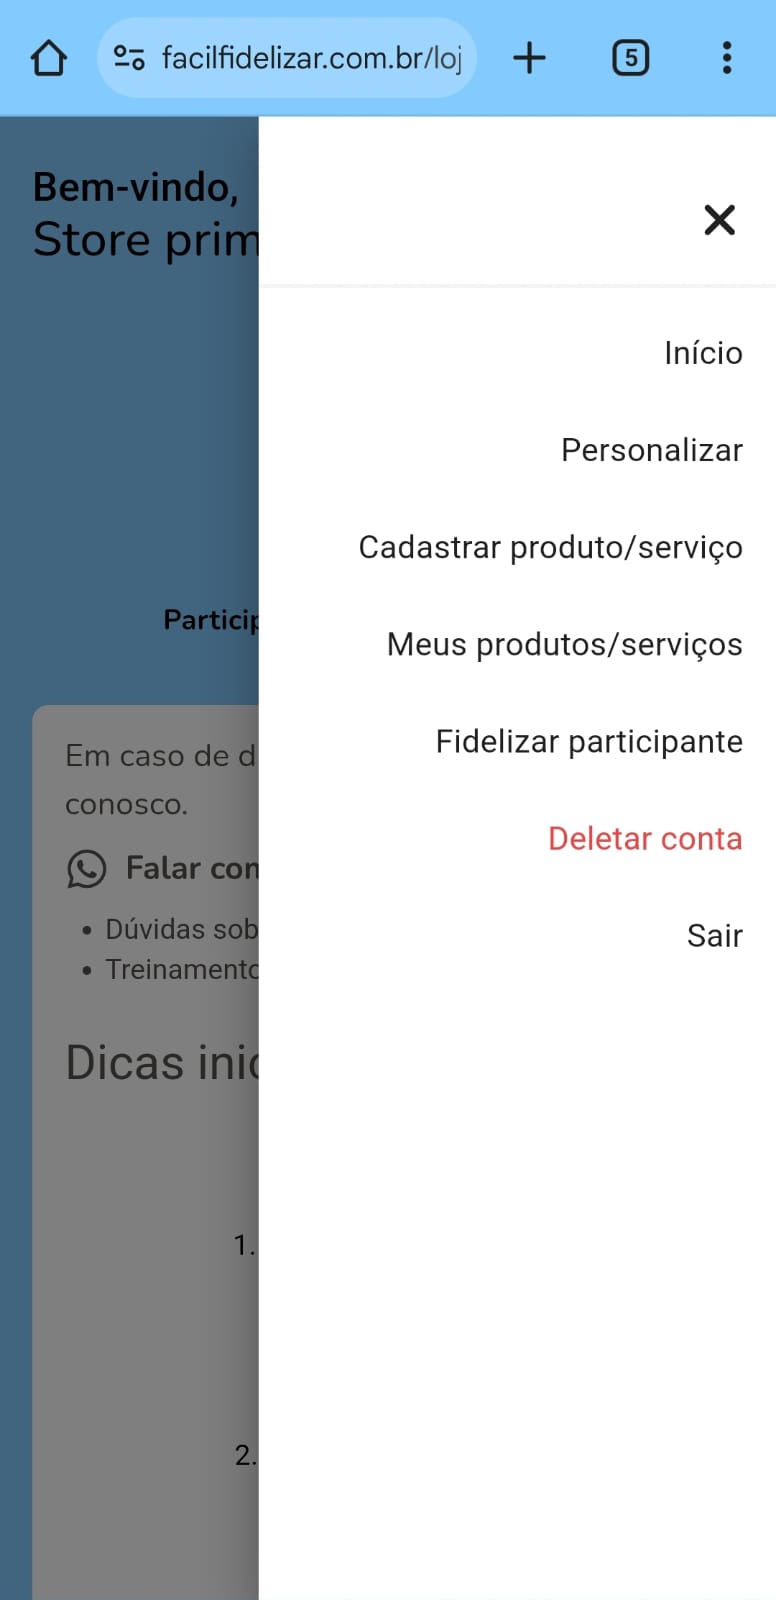 facilfidelizar.com.br/loj
5
Bem-vindo,
Store prim
Início
Personalizar
Cadastrar produto/serviço
Meus produtos/serviços
Fidelizar participante
Deletar conta
Sair
Particip
Em caso de d
conosco.
Falar con
• Dúvidas sob
• Treinamento
Dicas inic
1.
2.